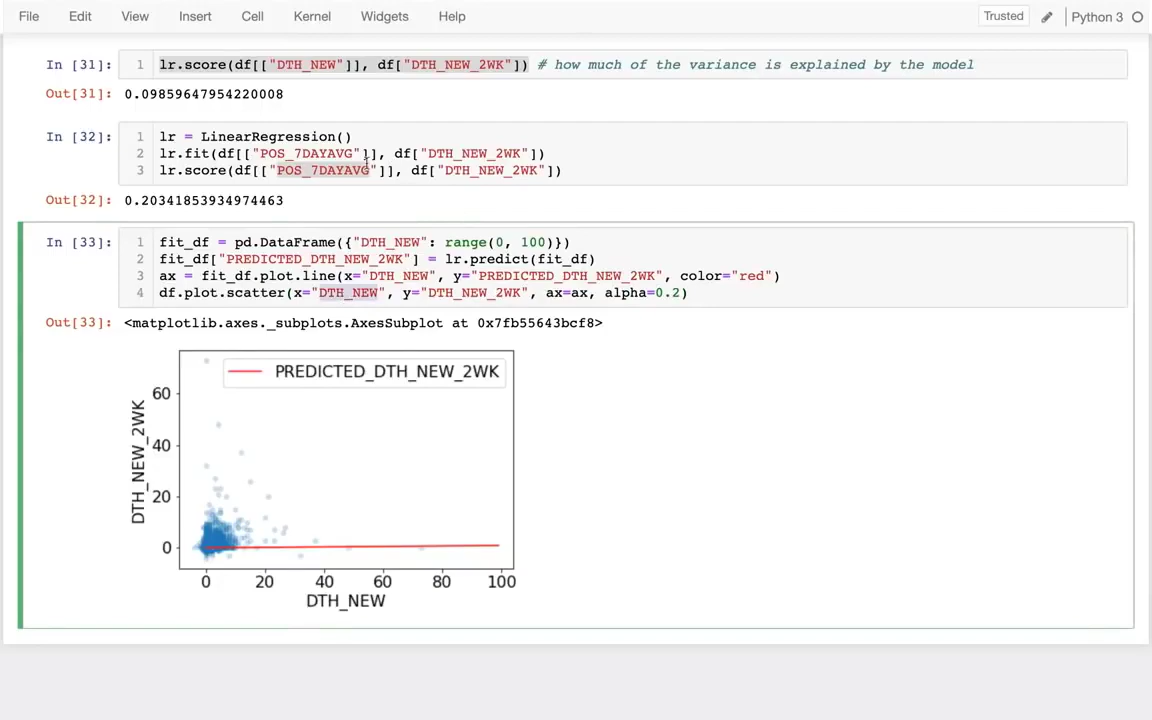 File Edit View Insert Cell Kernel Widgets Help Trusted Python 3
In [31]: 1 lr.score(df[["DTH_NEW"]], df["DTH_NEW_2WK"]) # how much of the variance is explained by the model
Out[31]: 0.09859647954220008
In [32]: 1 lr = LinearRegression()
2 lr.fit(df[["POS_7DAYAVG"]], df["DTH_NEW_2WK"])
3 lr.score(df[["POS_7DAYAVG"]], df["DTH_NEW_2WK"])
Out[32]: 0.20341853934974463
In [33]: 1 fit_df = pd.DataFrame({"DTH_NEW": range(0, 100)})
2 fit_df["PREDICTED_DTH_NEW_2WK"] = lr.predict(fit_df)
3 ax = fit_df.plot.line(x="DTH_NEW", y="PREDICTED_DTH_NEW_2WK", color="red")
4 df.plot.scatter(x="DTH_NEW", y="DTH_NEW_2WK", ax=ax, alpha=0.2)
Out[33]: <matplotlib.axes._subplots.AxesSubplot at 0x7fb55643bcf8>
PREDICTED_DTH_NEW_2WK
60
40
20
0
DTH_NEW_2WK
0 20 40 60 80 100
DTH_NEW